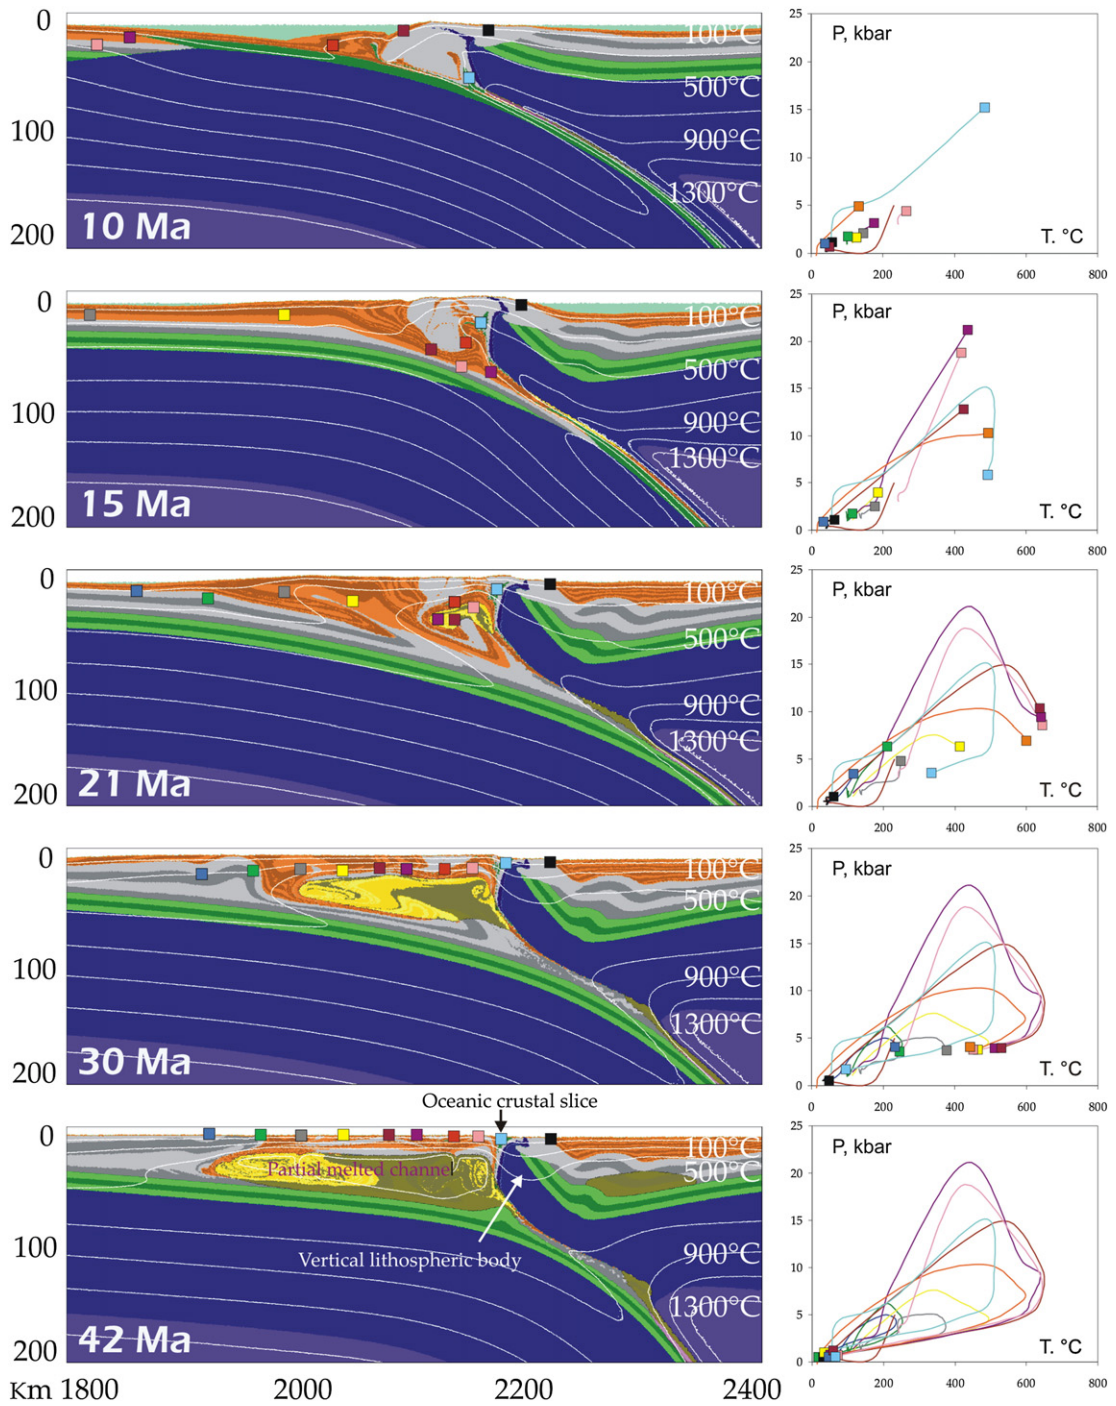 0
100
200
100°C
500°C
900°C
1300°C
10 Ma
P, kbar
25
20
15
10
5
0
T. °C
0 200 400 600 800
0
100
200
100°C
500°C
900°C
1300°C
15 Ma
P, kbar
25
20
15
10
5
0
T. °C
0 200 400 600 800
0
100
200
100°C
500°C
900°C
1300°C
21 Ma
P, kbar
25
20
15
10
5
0
T. °C
0 200 400 600 800
0
100
200
100°C
500°C
900°C
1300°C
30 Ma
P, kbar
25
20
15
10
5
0
T. °C
0 200 400 600 800
Oceanic crustal slice
0
100
200
100°C
Partial melted channel
500°C
Vertical lithospheric body
900°C
1300°C
42 Ma
Km 1800 2000 2200 2400
P, kbar
25
20
15
10
5
0
T. °C
0 200 400 600 800